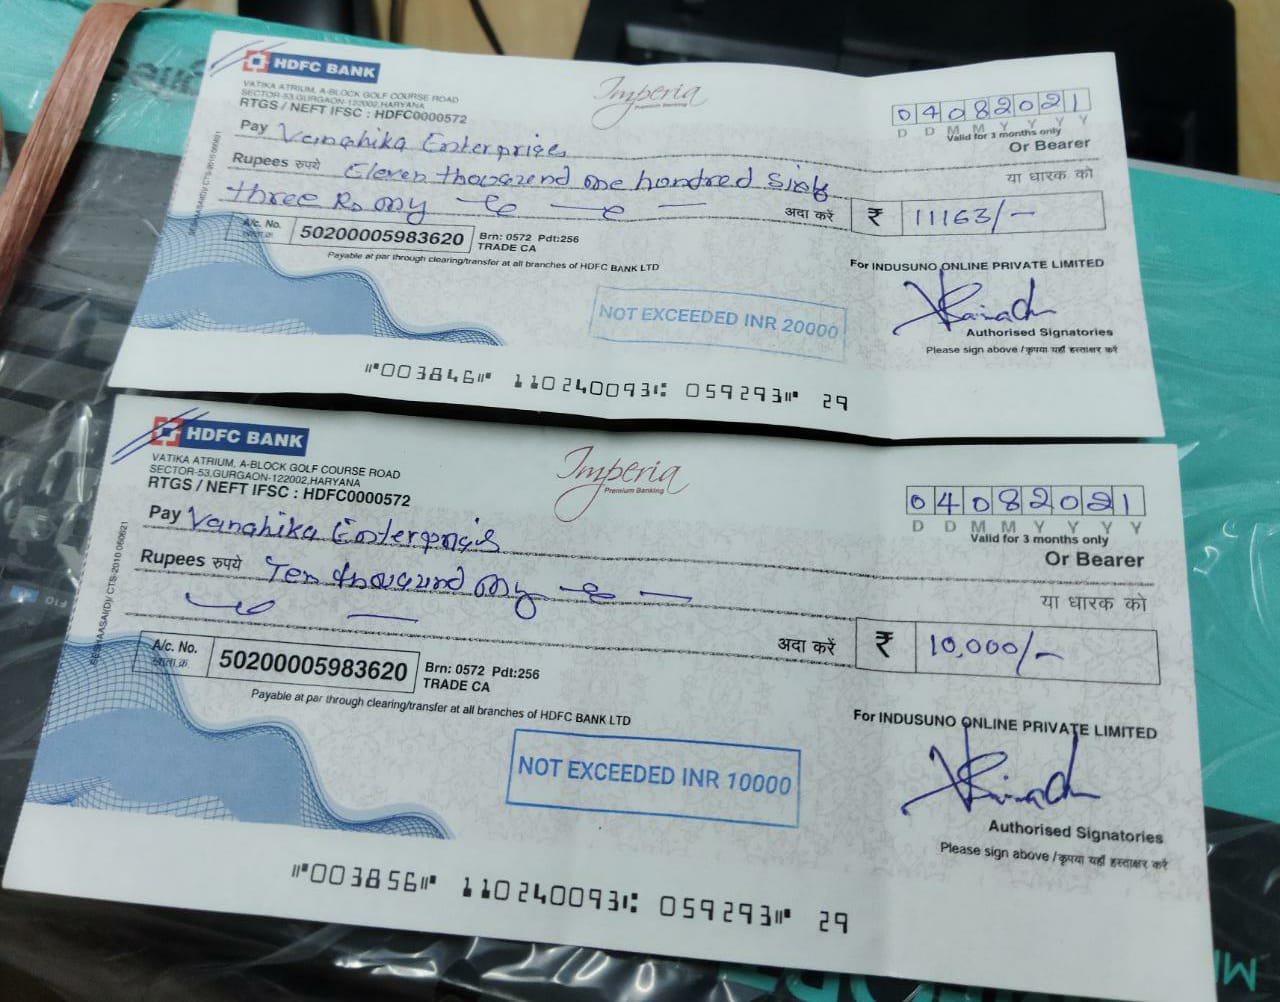 HDFC BANK
Imperia
Premium Banking
VATIKA ATRIUM, A-BLOCK GOLF COURSE ROAD
SECTOR-53,GURGAON-122002,HARYANA
RTGS / NEFT IFSC : HDFC0000572
04082021
D D M M Y Y Y Y
Valid for 3 months only
Pay Vanahika Enterprises
Or Bearer
या धारक को
Rupees रुपये Eleven thousand one hundred Sixty
three Rs only
अदा करें ₹ 11163/-
A/c. No. 50200005983620
Brn: 0572 Pdt:256
TRADE CA
Payable at par through clearing/transfer at all branches of HDFC BANK LTD
For INDUSUNO ONLINE PRIVATE LIMITED
NOT EXCEEDED INR 20000
Authorised Signatories
Please sign above / कृपया यहाँ हस्ताक्षर करें
⑈003846⑈ 110240093⑆ 059293⑈ 29
HDFC BANK
Imperia
Premium Banking
VATIKA ATRIUM, A-BLOCK GOLF COURSE ROAD
SECTOR-53,GURGAON-122002,HARYANA
RTGS / NEFT IFSC : HDFC0000572
04082021
D D M M Y Y Y Y
Valid for 3 months only
Pay Vanahika Enterprises
Or Bearer
या धारक को
Rupees रुपये Ten thousand only
अदा करें ₹ 10,000/-
A/c. No. 50200005983620
Brn: 0572 Pdt:256
TRADE CA
Payable at par through clearing/transfer at all branches of HDFC BANK LTD
For INDUSUNO ONLINE PRIVATE LIMITED
NOT EXCEEDED INR 10000
Authorised Signatories
Please sign above / कृपया यहाँ हस्ताक्षर करें
⑈003856⑈ 110240093⑆ 059293⑈ 29